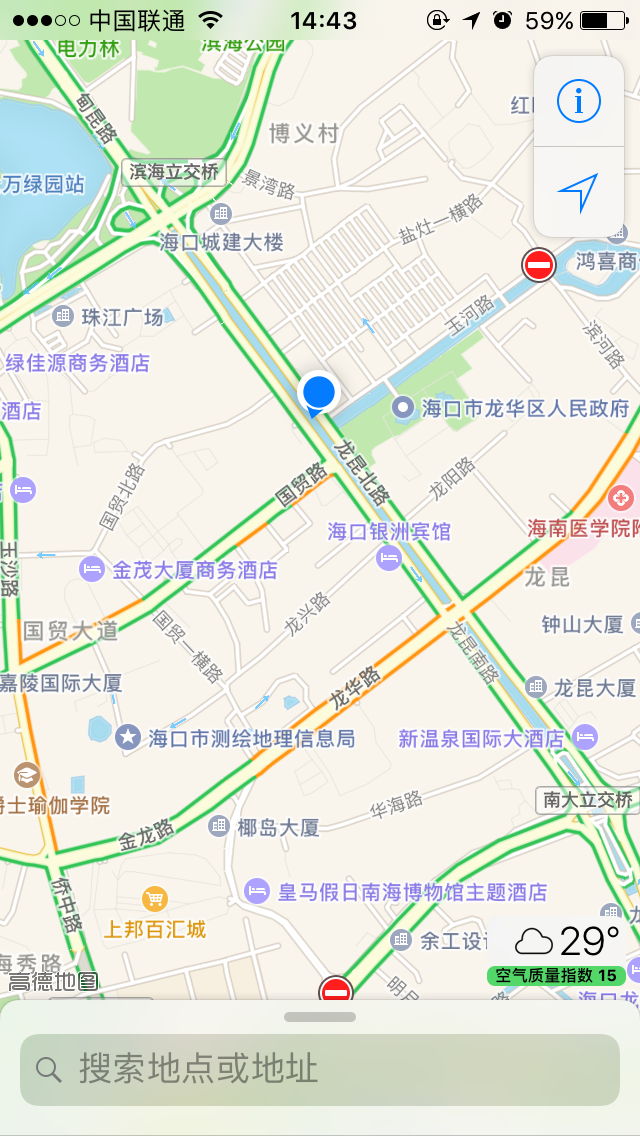 中国联通
14:43
59%
电力林
滨海公园
甸昆路
博义村
滨海立交桥
景湾路
万绿园站
海口城建大楼
盐灶一横路
鸿喜商
珠江广场
玉河路
滨河路
绿佳源商务酒店
酒店
海口市龙华区人民政府
龙昆北路
国贸路
龙阳路
国贸北路
海口银洲宾馆
海南医学院附
玉沙路
金茂大厦商务酒店
龙昆
龙兴路
国贸大道
国贸一横路
龙昆南路
钟山大厦
嘉陵国际大厦
龙华路
龙昆大厦
海口市测绘地理信息局
新温泉国际大酒店
爵士瑜伽学院
南大立交桥
华海路
金龙路
椰岛大厦
侨中路
皇马假日南海博物馆主题酒店
上邦百汇城
余工设计
29°
海秀路
高德地图
空气质量指数 15
明
海口龙
搜索地点或地址